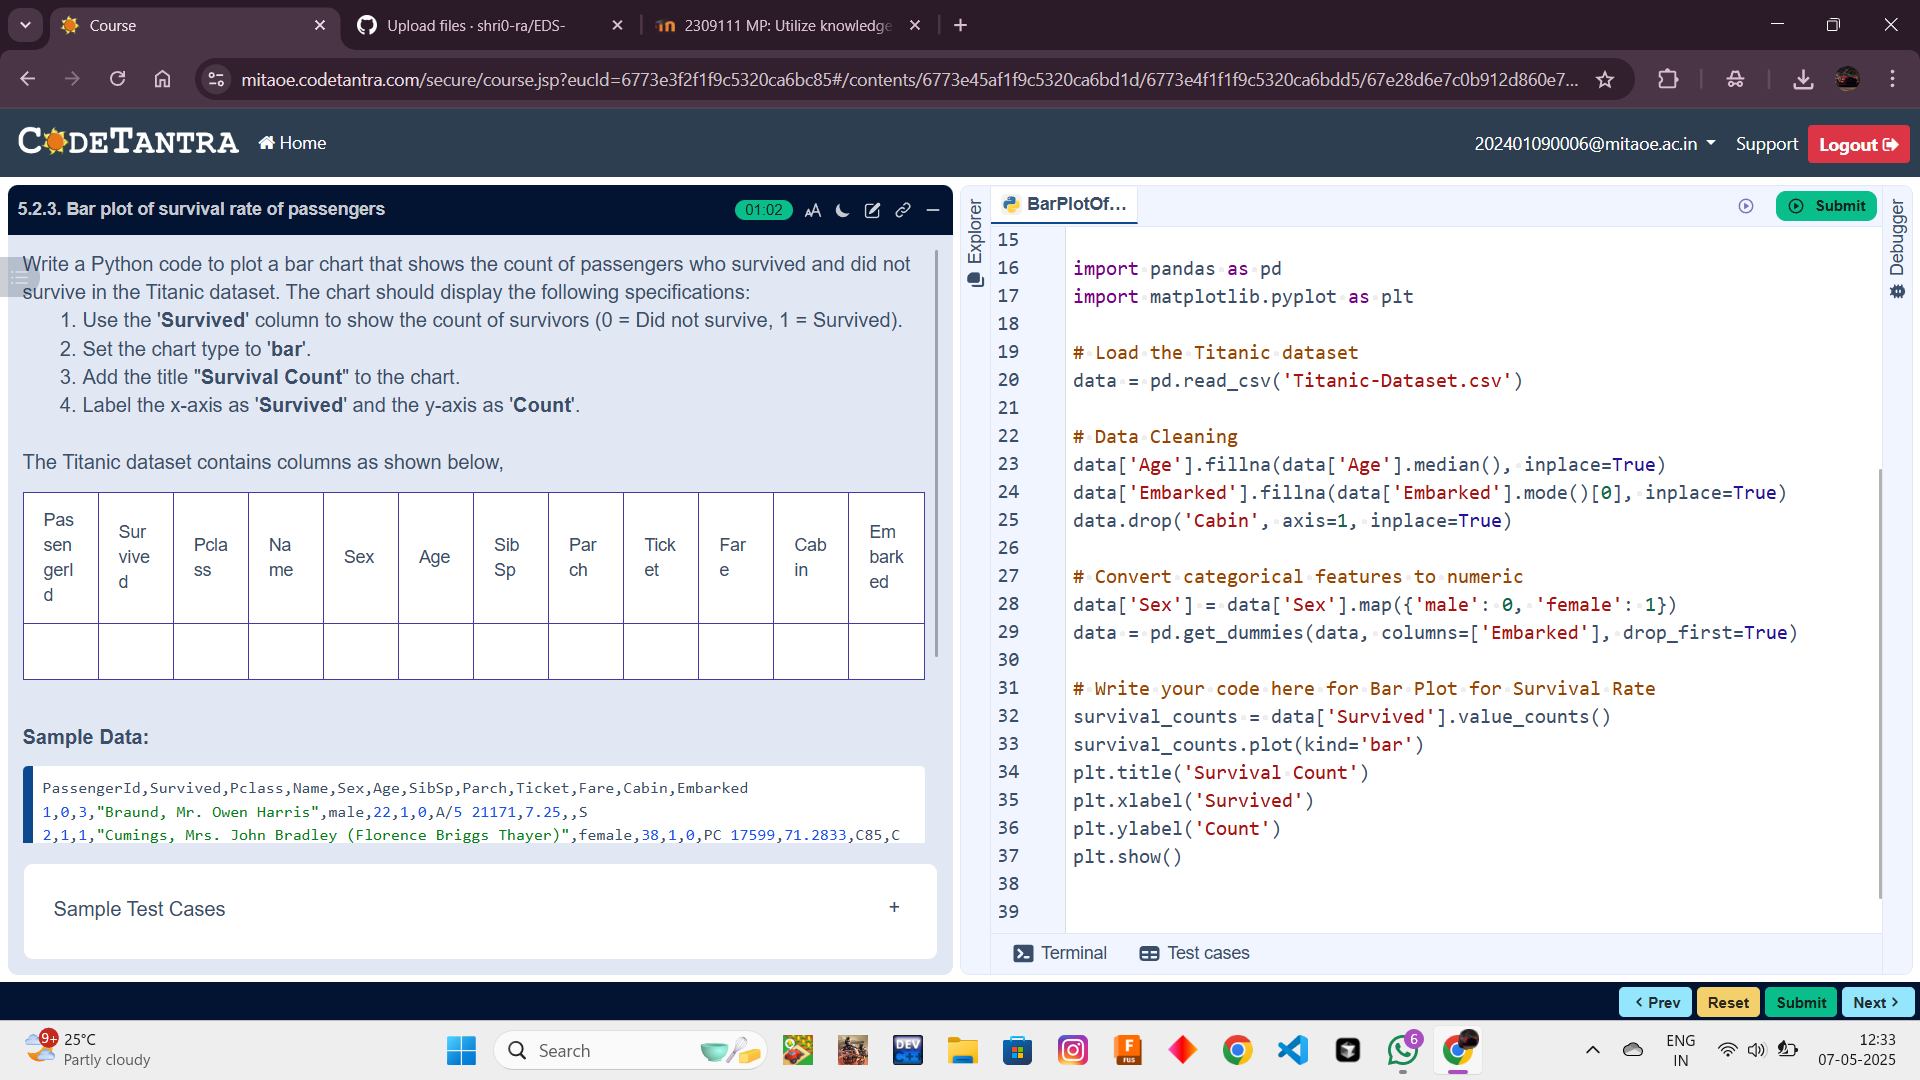 Course
Upload files · shri0-ra/EDS-
2309111 MP: Utilize knowledge
mitaoe.codetantra.com/secure/course.jsp?eucId=6773e3f2f1f9c5320ca6bc85#/contents/6773e45af1f9c5320ca6bd1d/6773e4f1f1f9c5320ca6bdd5/67e28d6e7c0b912d860e7...
CODETANTRA
Home
202401090006@mitaoe.ac.in
Support
Logout
5.2.3. Bar plot of survival rate of passengers
01:02
AA
Write a Python code to plot a bar chart that shows the count of passengers who survived and did not
survive in the Titanic dataset. The chart should display the following specifications:
1. Use the 'Survived' column to show the count of survivors (0 = Did not survive, 1 = Survived).
2. Set the chart type to 'bar'.
3. Add the title "Survival Count" to the chart.
4. Label the x-axis as 'Survived' and the y-axis as 'Count'.
The Titanic dataset contains columns as shown below,
PassengerId Survived Pclass Name Sex Age SibSp Parch Ticket Fare Cabin Embarked
Sample Data:
PassengerId,Survived,Pclass,Name,Sex,Age,SibSp,Parch,Ticket,Fare,Cabin,Embarked
1,0,3,"Braund, Mr. Owen Harris",male,22,1,0,A/5 21171,7.25,,S
2,1,1,"Cumings, Mrs. John Bradley (Florence Briggs Thayer)",female,38,1,0,PC 17599,71.2833,C85,C
Sample Test Cases
+
Explorer
BarPlotOf...
Submit
Debugger
15
16 import pandas as pd
17 import matplotlib.pyplot as plt
18
19 # Load the Titanic dataset
20 data = pd.read_csv('Titanic-Dataset.csv')
21
22 # Data Cleaning
23 data['Age'].fillna(data['Age'].median(), inplace=True)
24 data['Embarked'].fillna(data['Embarked'].mode()[0], inplace=True)
25 data.drop('Cabin', axis=1, inplace=True)
26
27 # Convert categorical features to numeric
28 data['Sex'] = data['Sex'].map({'male': 0, 'female': 1})
29 data = pd.get_dummies(data, columns=['Embarked'], drop_first=True)
30
31 # Write your code here for Bar Plot for Survival Rate
32 survival_counts = data['Survived'].value_counts()
33 survival_counts.plot(kind='bar')
34 plt.title('Survival Count')
35 plt.xlabel('Survived')
36 plt.ylabel('Count')
37 plt.show()
38
39
Terminal
Test cases
Prev
Reset
Submit
Next
9+
25°C
Partly cloudy
Search
DEV
F
FUS
6
ENG
IN
12:33
07-05-2025